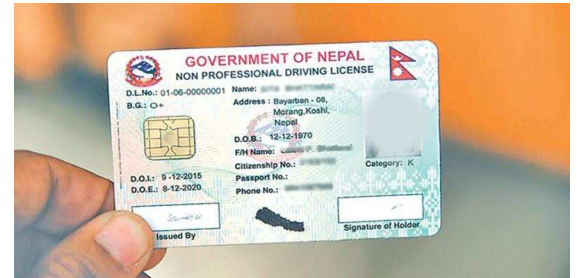 GOVERNMENT OF NEPAL
NON PROFESSIONAL DRIVING LICENSE
D.L.No.: 01-06-00000001
B.G.: O+
Name:
Address : Bayarban - 08,
Morang,Koshi,
Nepal
D.O.B.: 12-12-1970
F/H Name:
Citizenship No.:
Category: K
D.O.I.: 9-12-2015
Passport No.:
D.O.E.: 8-12-2020
Phone No.:
Issued By
Signature of Holder